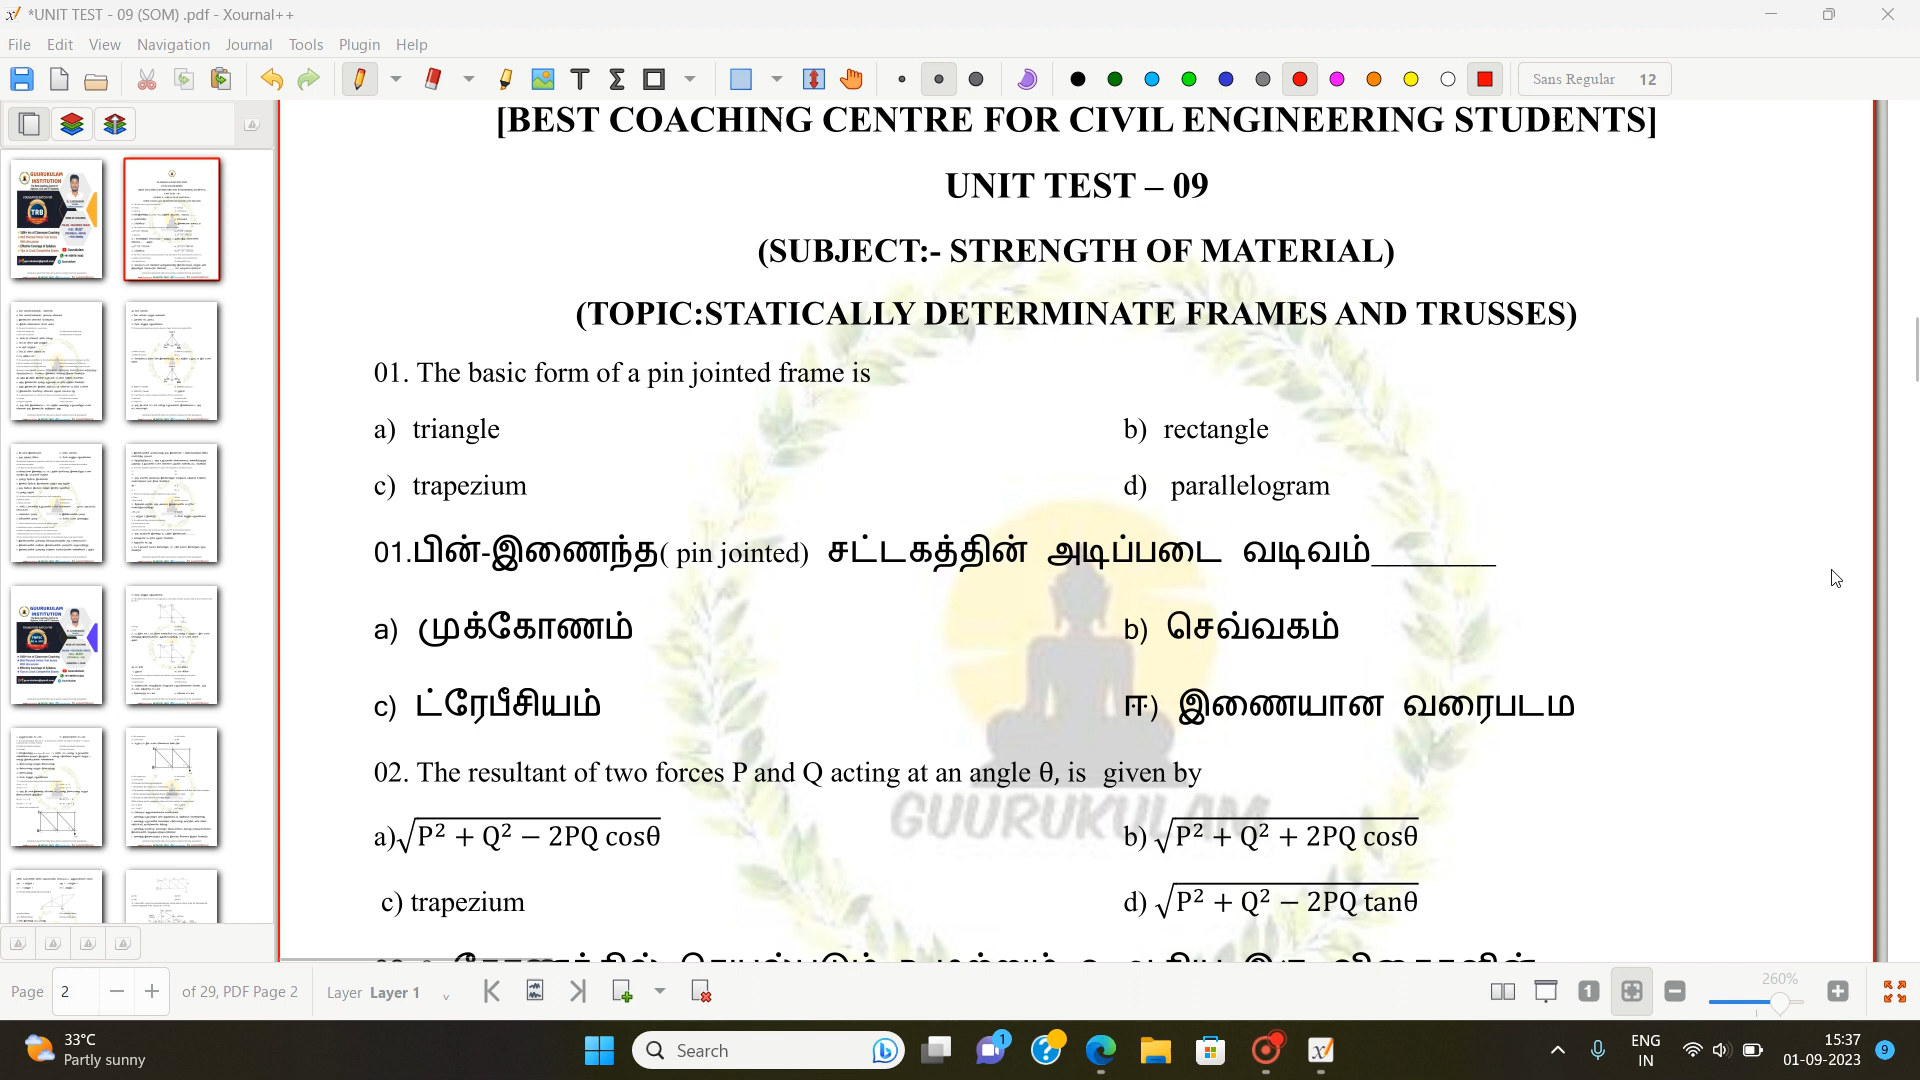 *UNIT TEST - 09 (SOM) .pdf - Xournal++
File Edit View Navigation Journal Tools Plugin Help
Sans Regular 12
[BEST COACHING CENTRE FOR CIVIL ENGINEERING STUDENTS]
UNIT TEST – 09
(SUBJECT:- STRENGTH OF MATERIAL)
(TOPIC:STATICALLY DETERMINATE FRAMES AND TRUSSES)
01. The basic form of a pin jointed frame is
a) triangle b) rectangle
c) trapezium d) parallelogram
01.பின்-இணைந்த( pin jointed) சட்டகத்தின் அடிப்படை வடிவம்_________
a) முக்கோணம் b) செவ்வகம்
c) ட்ரேபீசியம் ஈ) இணையான வரைபடம
02. The resultant of two forces P and Q acting at an angle θ, is given by
a)√P² + Q² − 2PQ cosθ b) √P² + Q² + 2PQ cosθ
c) trapezium d) √P² + Q² − 2PQ tanθ
GUURUKULAM
Page 2 of 29, PDF Page 2 Layer Layer 1 1 260%
33°C
Partly sunny
Search
1
ENG
IN
15:37
01-09-2023
9